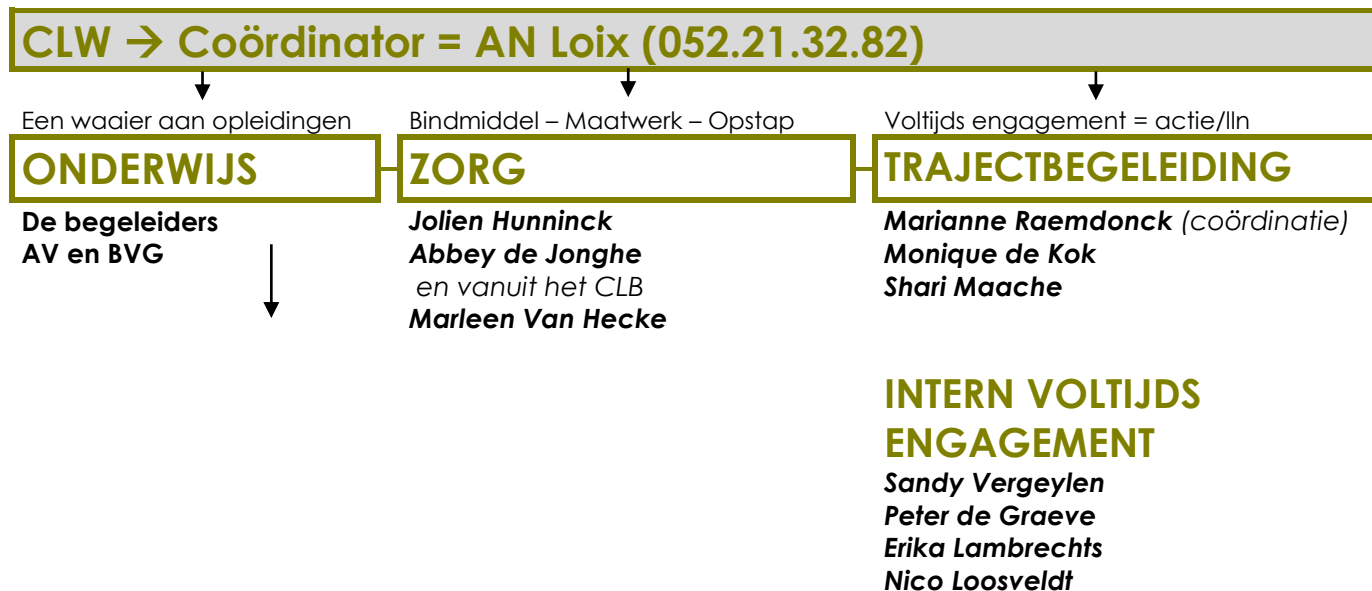 CLW → Coördinator = AN Loix (052.21.32.82)
Een waaier aan opleidingen
ONDERWIJS
De begeleiders
AV en BVG
Bindmiddel – Maatwerk – Opstap
ZORG
Jolien Hunninck
Abbey de Jonghe
en vanuit het CLB
Marleen Van Hecke
Voltijds engagement = actie/lln
TRAJECTBEGELEIDING
Marianne Raemdonck (coördinatie)
Monique de Kok
Shari Maache
INTERN VOLTIJDS
ENGAGEMENT
Sandy Vergeylen
Peter de Graeve
Erika Lambrechts
Nico Loosveldt